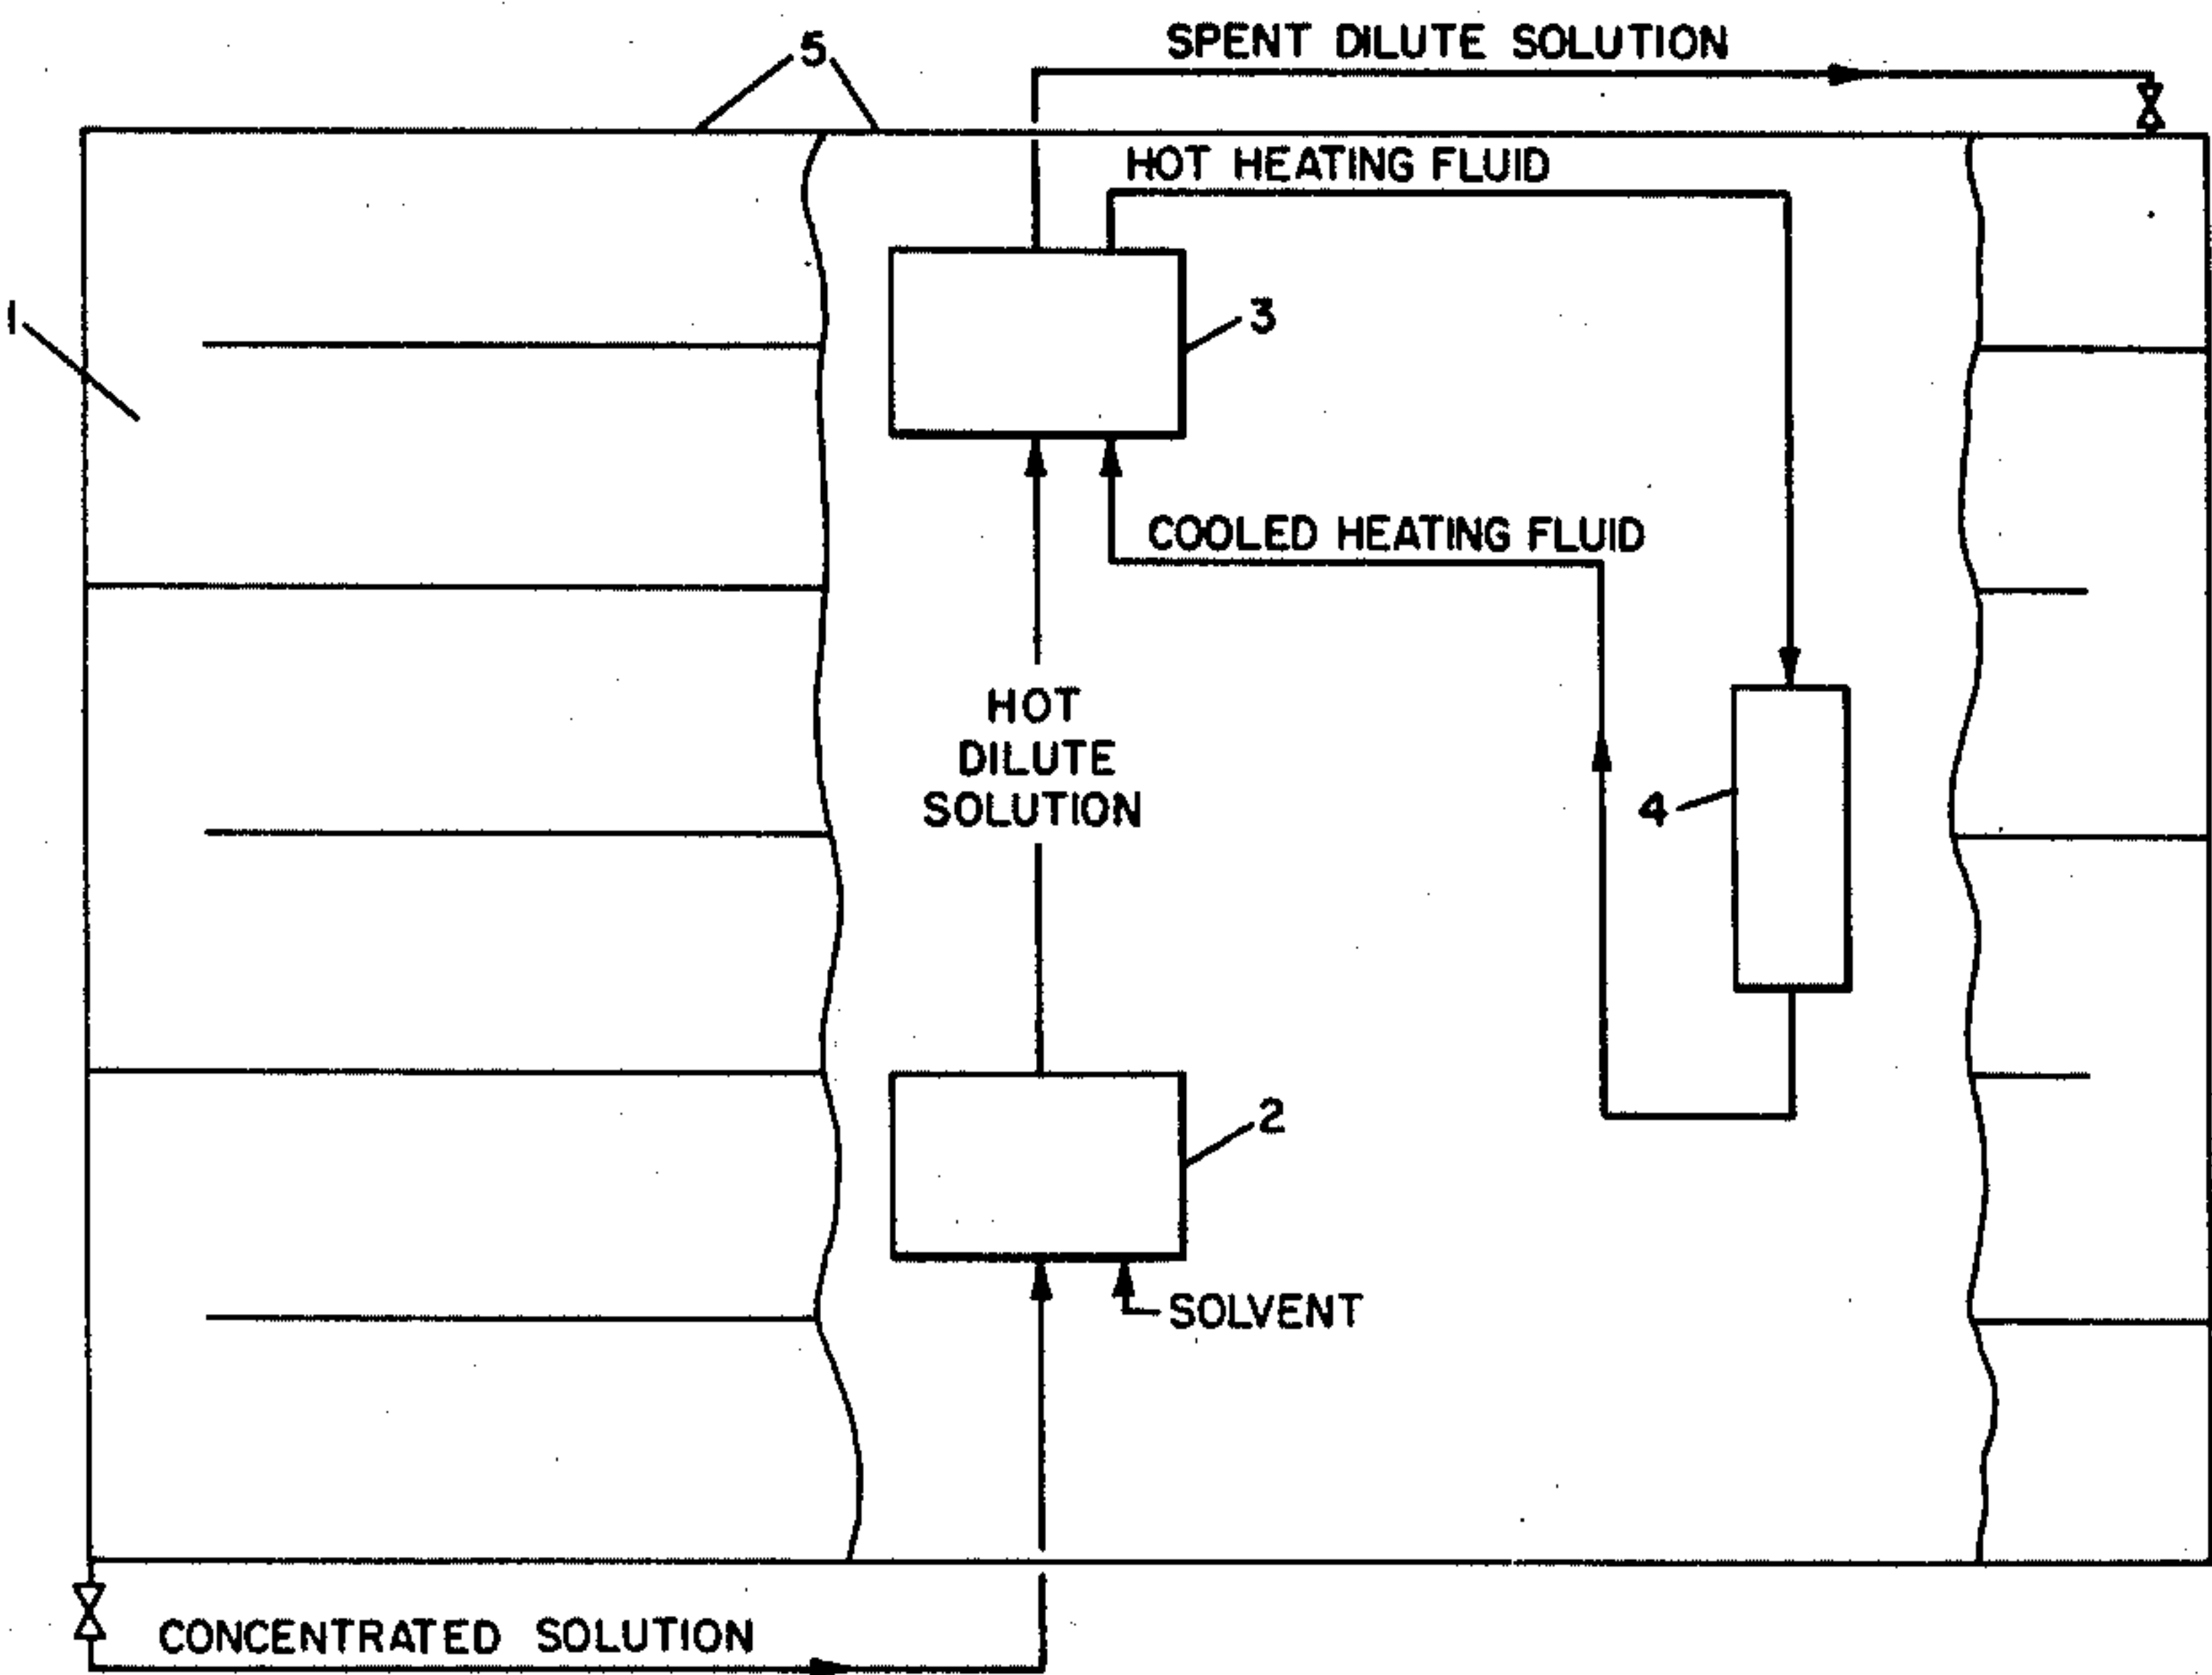 5
SPENT DILUTE SOLUTION
HOT HEATING FLUID
1
3
COOLED HEATING FLUID
HOT
DILUTE
SOLUTION
4
2
SOLVENT
CONCENTRATED SOLUTION